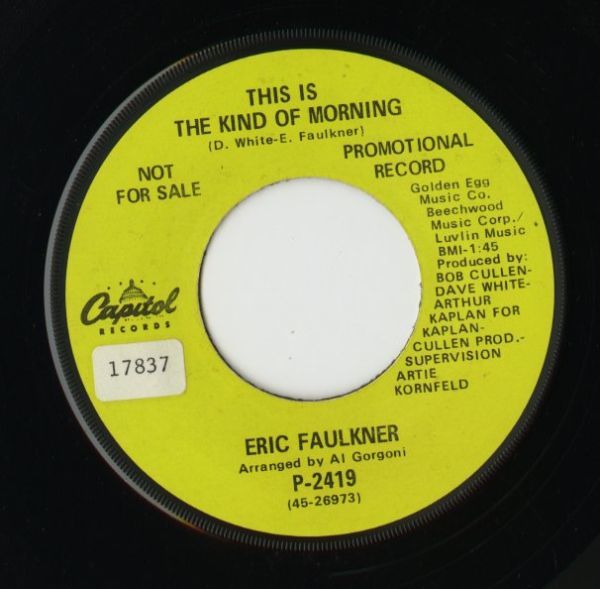 THIS IS
THE KIND OF MORNING
(D. White-E. Faulkner)
NOT
FOR SALE
PROMOTIONAL
RECORD
Golden Egg
Music Co.
Beechwood
Music Corp./
Luvlin Music
BMI-1:45
Produced by:
BOB CULLEN-
DAVE WHITE-
ARTHUR
KAPLAN FOR
KAPLAN-
CULLEN PROD.-
SUPERVISION
ARTIE
KORNFELD
Capitol
RECORDS
17837
ERIC FAULKNER
Arranged by Al Gorgoni
P-2419
(45-26973)